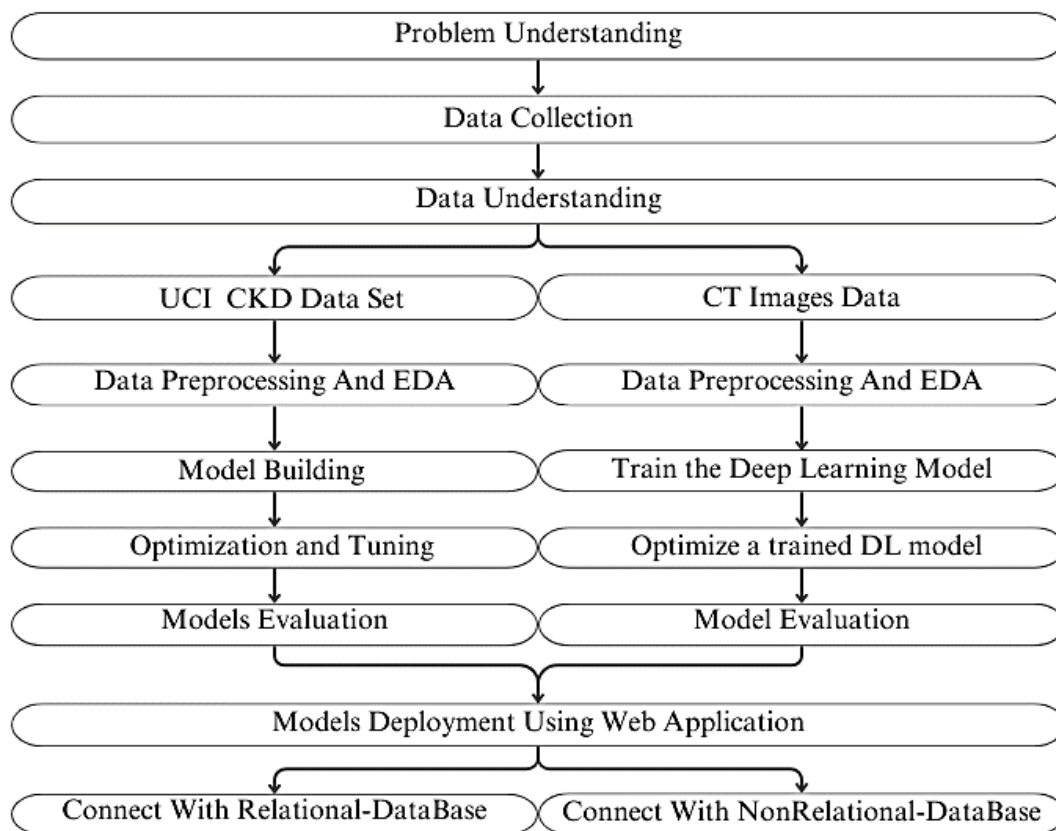 Problem Understanding
Data Collection
Data Understanding
UCI CKD Data Set
CT Images Data
Data Preprocessing And EDA
Data Preprocessing And EDA
Model Building
Train the Deep Learning Model
Optimization and Tuning
Optimize a trained DL model
Models Evaluation
Model Evaluation
Models Deployment Using Web Application
Connect With Relational-DataBase
Connect With NonRelational-DataBase